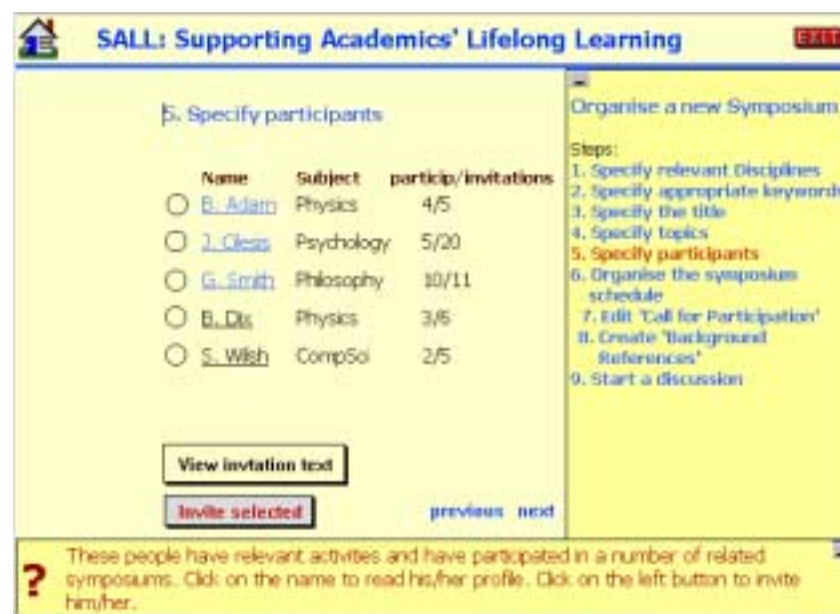 SALL: Supporting Academics' Lifelong Learning
EXIT
5. Specify participants
Name Subject particip/invitations
B. Adam Physics 4/5
J. Psychology 5/20
G. Smith Philosophy 10/11
B. Dix Physics 3/6
S. Wilsh CompSci 2/5
View invtation text
Invite selected
previous next
Organise a new Symposium
Steps:
1. Specify relevant Disciplines
2. Specify appropriate keywords
3. Specify the title
4. Specify topics
5. Specify participants
6. Organise the symposium
schedule
7. Edit 'Call for Participation'
8. Create 'Background
References'
9. Start a discussion
? These people have relevant activities and have participated in a number of related
symposiums. Click on the name to read his/her profile. Click on the left button to invite
him/her.